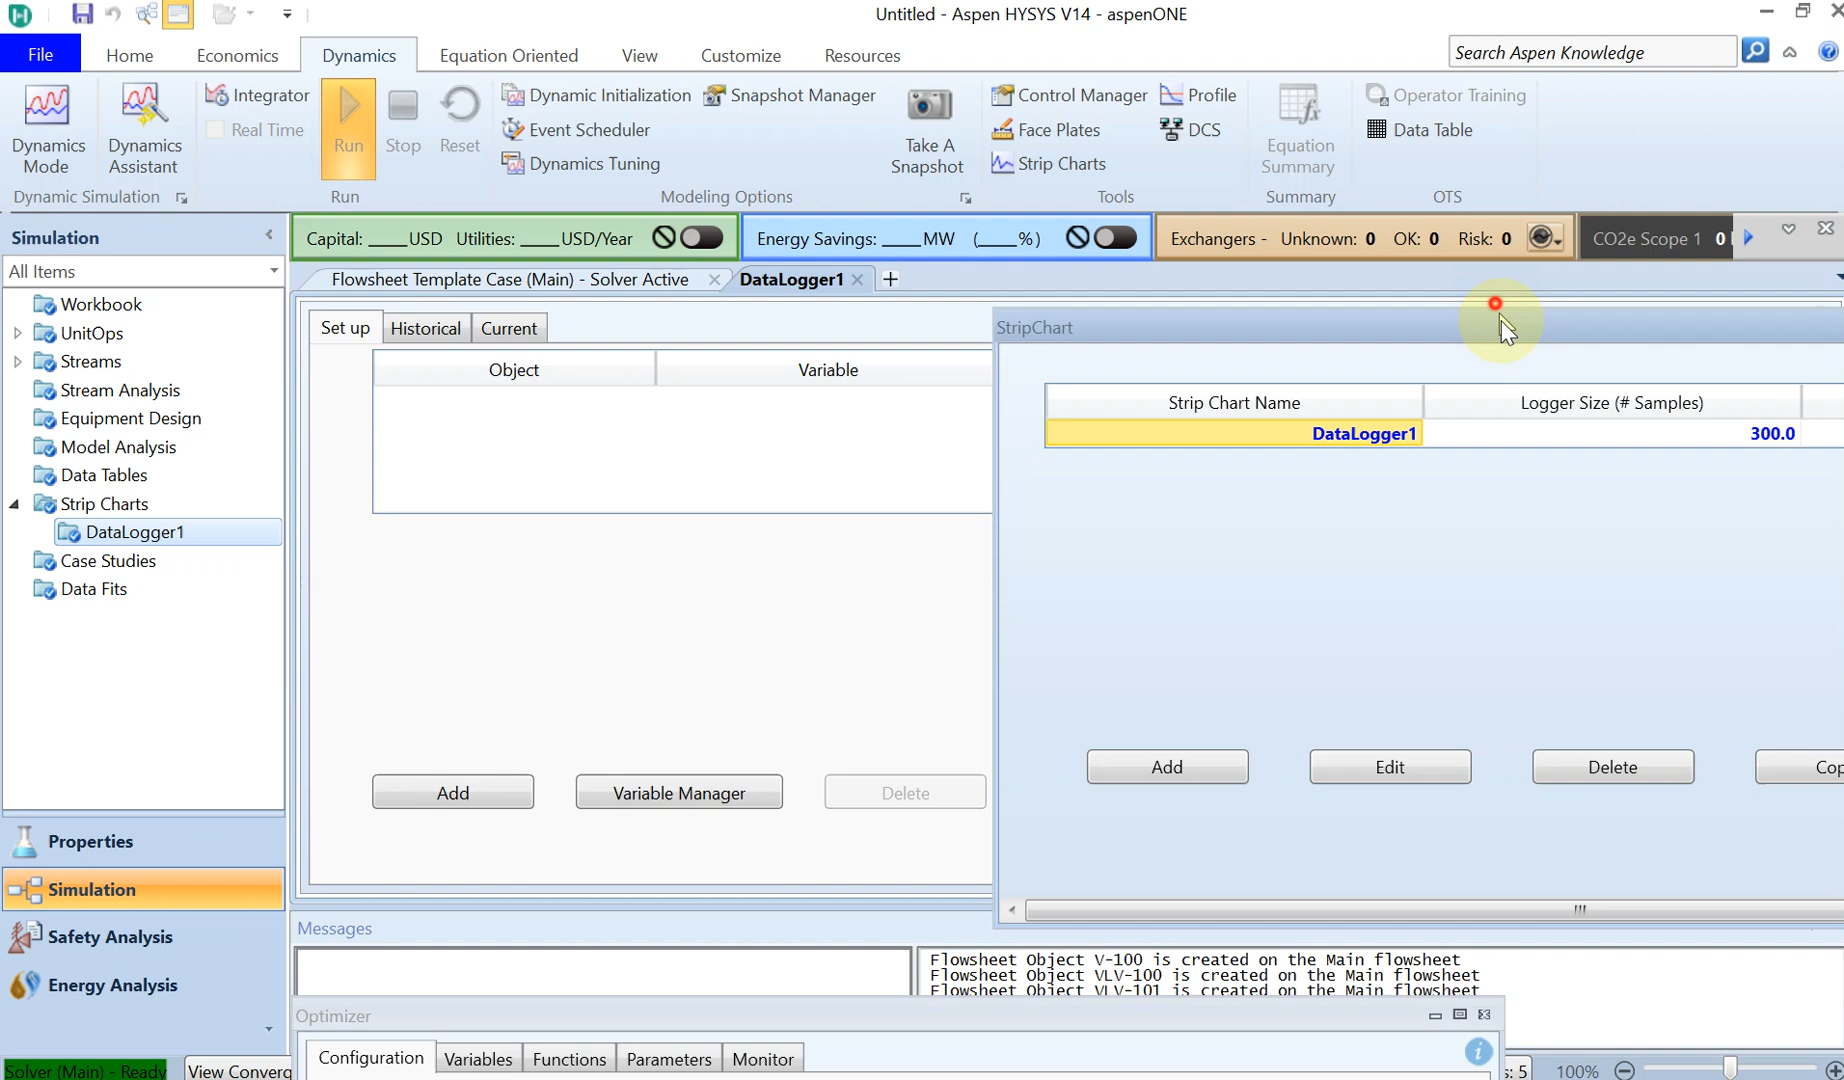 Untitled - Aspen HYSYS V14 - aspenONE
File Home Economics Dynamics Equation Oriented View Customize Resources Search Aspen Knowledge
Integrator Dynamic Initialization Snapshot Manager Control Manager Profile Operator Training
Real Time Event Scheduler Face Plates DCS Data Table
Dynamics Mode Dynamics Assistant Run Stop Reset Dynamics Tuning Take A Snapshot Strip Charts Equation Summary
Dynamic Simulation Run Modeling Options Tools Summary OTS
Simulation Capital: ____USD Utilities: ____USD/Year Energy Savings: ____MW (____%) Exchangers - Unknown: 0 OK: 0 Risk: 0 CO2e Scope 1 0
All Items Flowsheet Template Case (Main) - Solver Active DataLogger1 +
Workbook
UnitOps
Streams
Stream Analysis
Equipment Design
Model Analysis
Data Tables
Strip Charts
DataLogger1
Case Studies
Data Fits
Properties
Simulation
Safety Analysis
Energy Analysis
Set up Historical Current
Object Variable
Add Variable Manager Delete
StripChart
Strip Chart Name Logger Size (# Samples)
DataLogger1 300.0
Add Edit Delete Cop
Messages
Flowsheet Object V-100 is created on the Main flowsheet
Flowsheet Object VLV-100 is created on the Main flowsheet
Flowsheet Object VLV-101 is created on the Main flowsheet
Optimizer
Configuration Variables Functions Parameters Monitor
Solver (Main) - Ready View Converg s: 5 100%